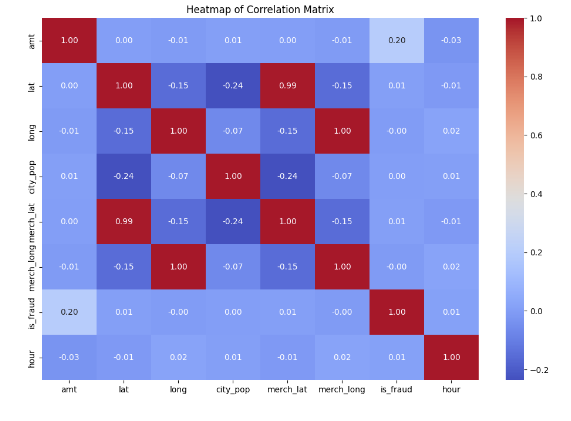 Heatmap of Correlation Matrix
amt 1.00 0.00 -0.01 0.01 0.00 -0.01 0.20 -0.03
lat 0.00 1.00 -0.15 -0.24 0.99 -0.15 0.01 -0.01
long -0.01 -0.15 1.00 -0.07 -0.15 1.00 -0.00 0.02
city_pop 0.01 -0.24 -0.07 1.00 -0.24 -0.07 0.00 0.01
merch_lat 0.00 0.99 -0.15 -0.24 1.00 -0.15 0.01 -0.01
merch_long -0.01 -0.15 1.00 -0.07 -0.15 1.00 -0.00 0.02
is_fraud 0.20 0.01 -0.00 0.00 0.01 -0.00 1.00 0.01
hour -0.03 -0.01 0.02 0.01 -0.01 0.02 0.01 1.00
amt lat long city_pop merch_lat merch_long is_fraud hour
1.0
0.8
0.6
0.4
0.2
0.0
−0.2